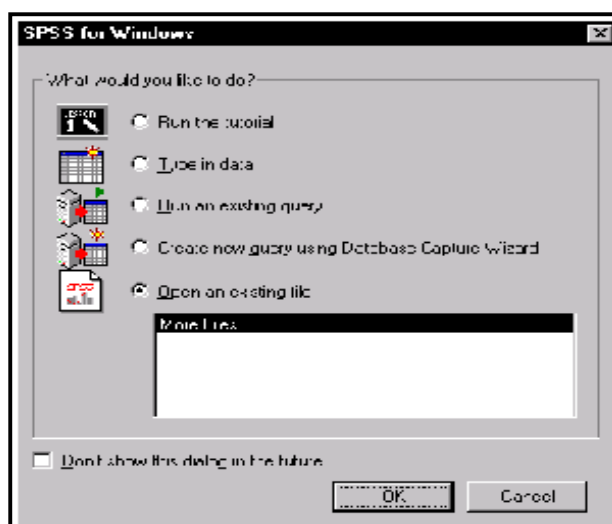 SPSS for Windows
What would you like to do?
Run the tutorial
Type in data
Run an existing query
Create new query using Database Capture Wizard
Open an existing file
More Files
Don't show this dialog in the future
OK
Cancel